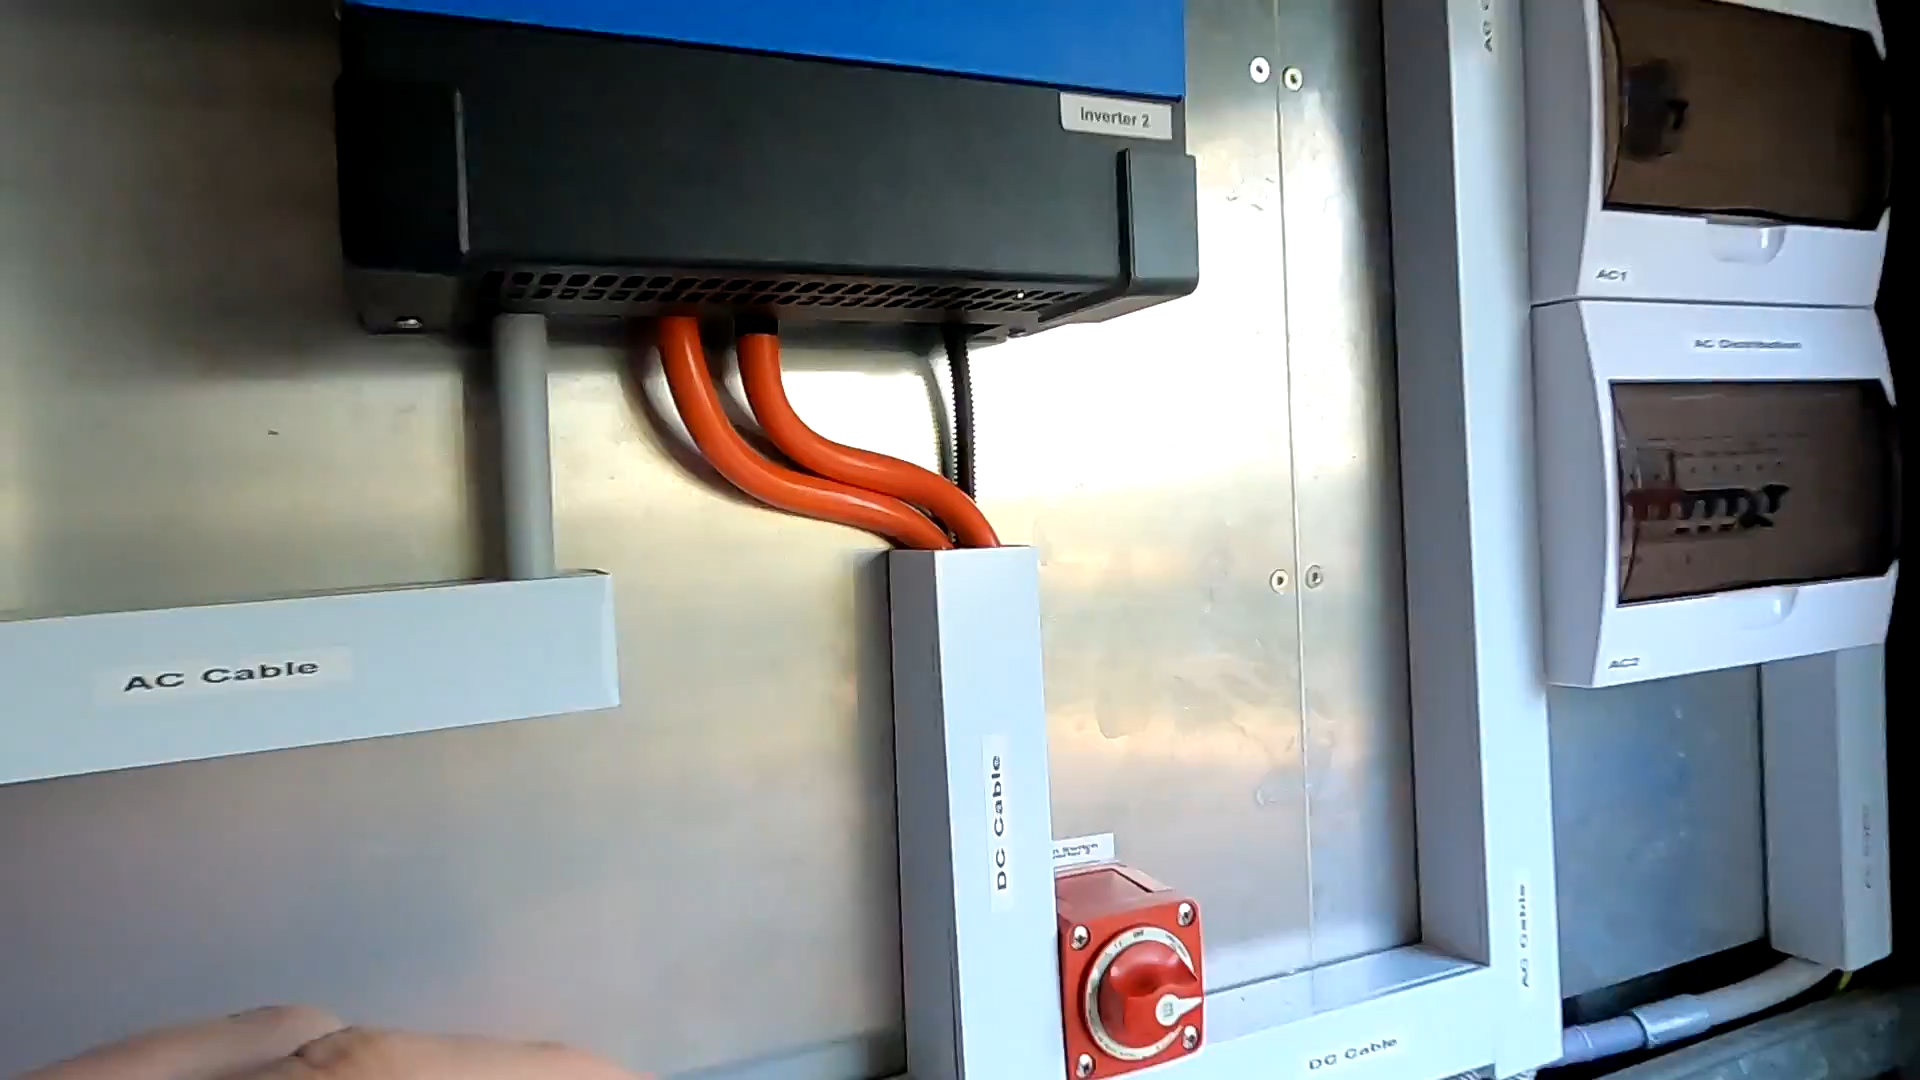 Inverter 2
AC1
AC Distribution
AC2
AC Cable
DC Cable
AC Cable
DC Cable